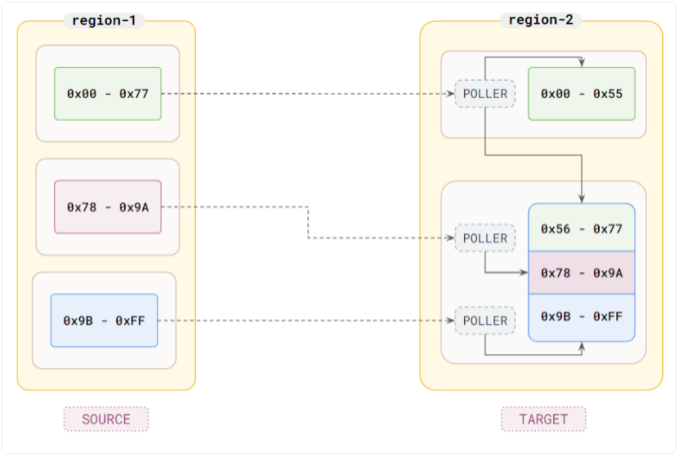 region-1
region-2
0x00 - 0x77
POLLER
0x00 - 0x55
0x78 - 0x9A
POLLER
0x56 - 0x77
0x78 - 0x9A
0x9B - 0xFF
POLLER
0x9B - 0xFF
SOURCE
TARGET